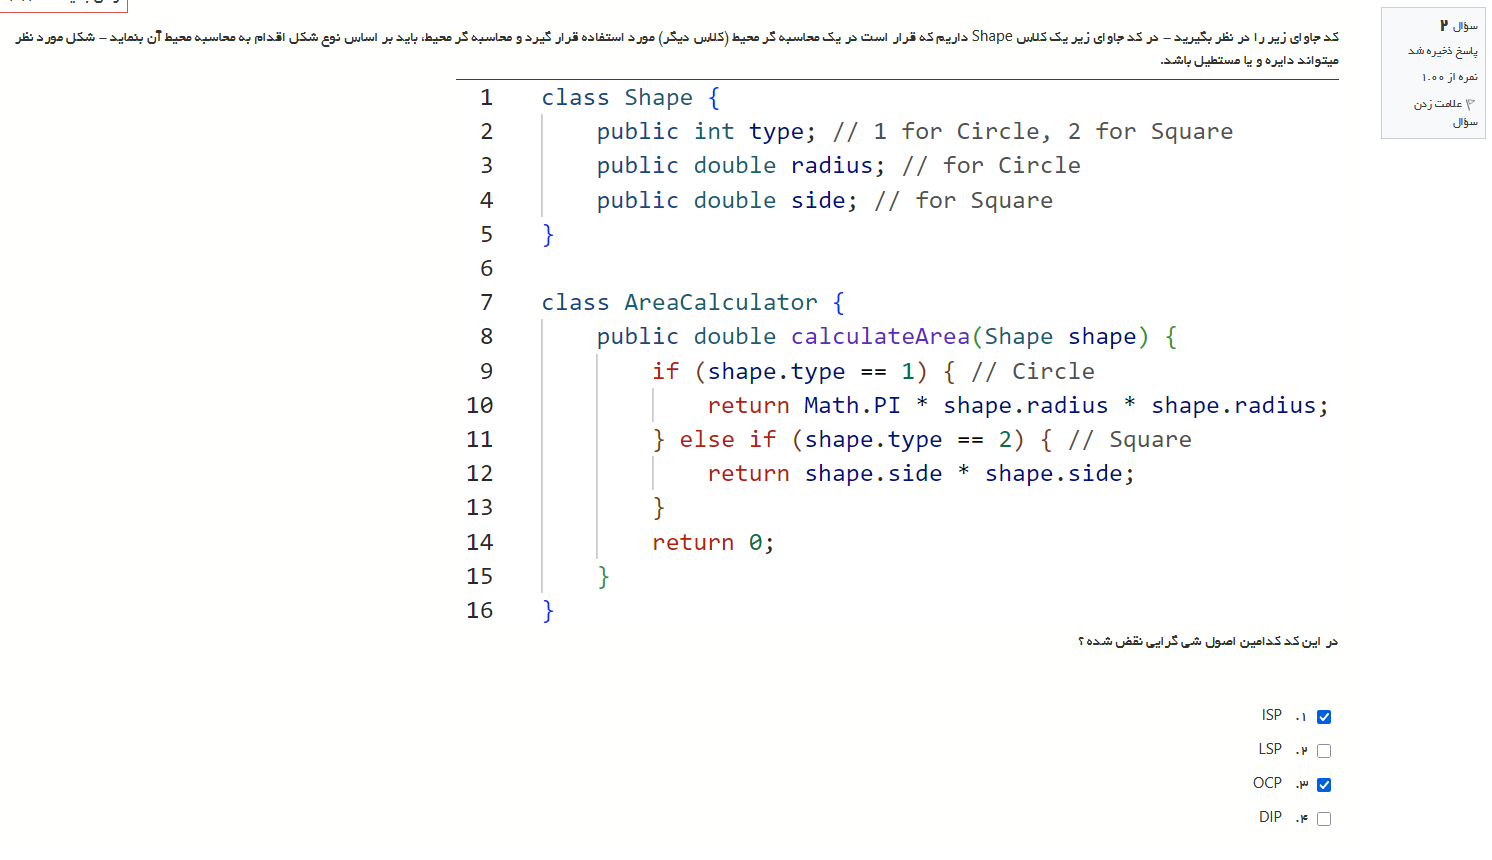 سؤال ۲
پاسخ ذخیره شد
نمره از ۱.۰۰
علامت زدن
سؤال
کد جاوای زیر را در نظر بگیرید – در کد جاوای زیر یک کلاس Shape داریم که قرار است در یک محاسبه گر محیط (کلاس دیگر) مورد استفاده قرار گیرد و محاسبه گر محیط، باید بر اساس نوع شکل اقدام به محاسبه محیط آن بنماید – شکل مورد نظر
میتواند دایره و یا مستطیل باشد.
1 class Shape {
2 public int type; // 1 for Circle, 2 for Square
3 public double radius; // for Circle
4 public double side; // for Square
5 }
6
7 class AreaCalculator {
8 public double calculateArea(Shape shape) {
9 if (shape.type == 1) { // Circle
10 return Math.PI * shape.radius * shape.radius;
11 } else if (shape.type == 2) { // Square
12 return shape.side * shape.side;
13 }
14 return 0;
15 }
16 }
در این کد کدامین اصول شی گرایی نقض شده ؟
۱. ISP
۲. LSP
۳. OCP
۴. DIP